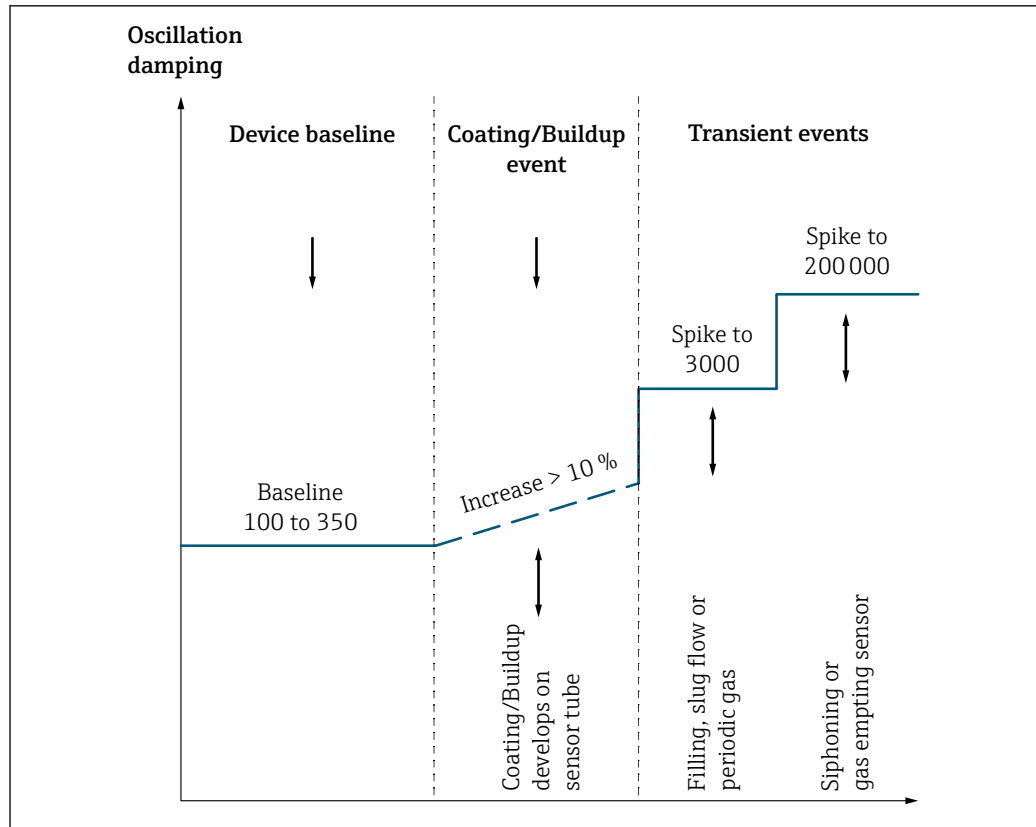 Oscillation
damping
Device baseline
Coating/Buildup
event
Transient events
Spike to
200 000
Spike to
3000
Increase > 10 %
Baseline
100 to 350
Coating/Buildup
develops on
sensor tube
Filling, slug flow or
periodic gas
Siphoning or
gas emptying sensor